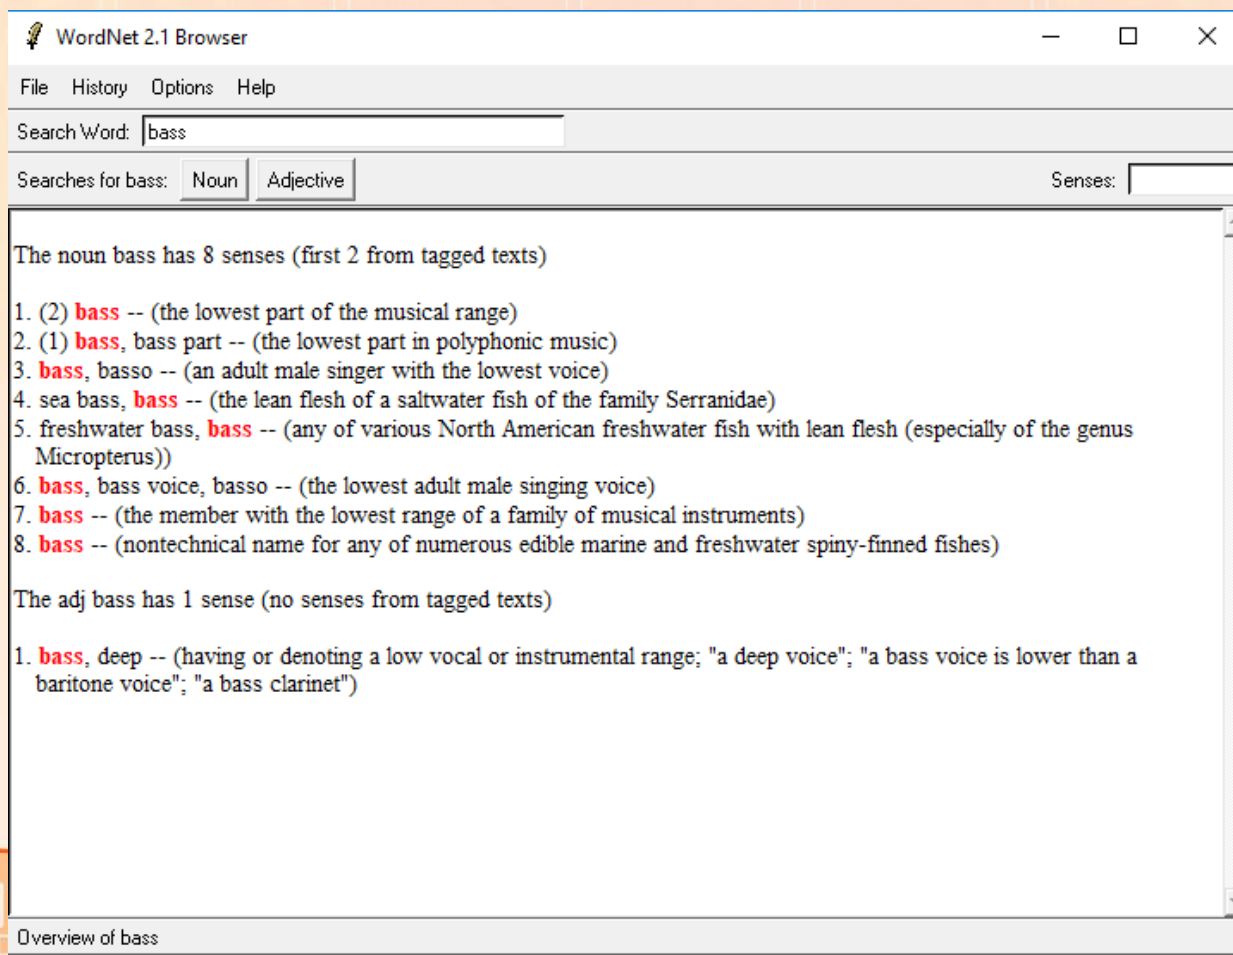 WordNet 2.1 Browser
File History Options Help
Search Word: bass
Searches for bass: Noun Adjective Senses:
The noun bass has 8 senses (first 2 from tagged texts)
1. (2) bass -- (the lowest part of the musical range)
2. (1) bass, bass part -- (the lowest part in polyphonic music)
3. bass, basso -- (an adult male singer with the lowest voice)
4. sea bass, bass -- (the lean flesh of a saltwater fish of the family Serranidae)
5. freshwater bass, bass -- (any of various North American freshwater fish with lean flesh (especially of the genus
Micropterus))
6. bass, bass voice, basso -- (the lowest adult male singing voice)
7. bass -- (the member with the lowest range of a family of musical instruments)
8. bass -- (nontechnical name for any of numerous edible marine and freshwater spiny-finned fishes)
The adj bass has 1 sense (no senses from tagged texts)
1. bass, deep -- (having or denoting a low vocal or instrumental range; "a deep voice"; "a bass voice is lower than a
baritone voice"; "a bass clarinet")
Overview of bass